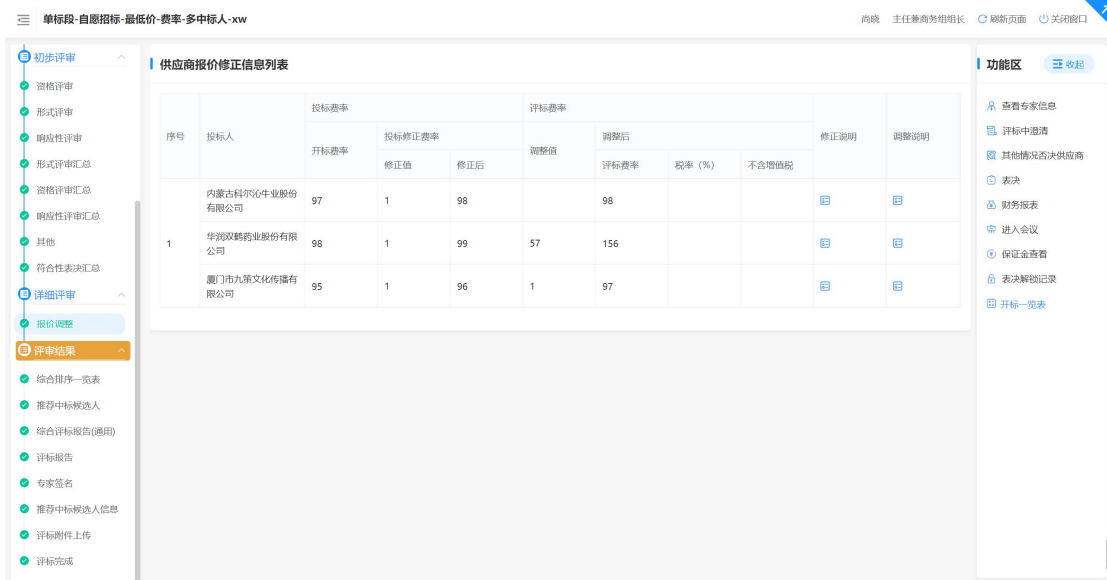 单标段-自愿招标-最低价-费率-多中标人-xw
尚晓 主任兼商务组组长 刷新页面 关闭窗口
初步评审
资格评审
形式评审
响应性评审
形式评审汇总
资格评审汇总
响应性评审汇总
其他
符合性表决汇总
详细评审
报价调整
评审结果
综合排序一览表
推荐中标候选人
综合评标报告(通用)
评标报告
专家签名
推荐中标候选人信息
评标附件上传
评标完成
供应商报价修正信息列表
序号 投标人 投标费率 评标费率 修正说明 调整说明
开标费率 投标修正费率 调整值 调整后
修正值 修正后 评标费率 税率（%） 不含增值税
1
内蒙古科尔沁牛业股份
有限公司
97 1 98 98
华润双鹤药业股份有限
公司
98 1 99 57 156
厦门市九策文化传播有
限公司
95 1 96 1 97
功能区 收起
查看专家信息
评标中澄清
其他情况否决供应商
表决
财务报表
进入会议
保证金查看
表决解锁记录
开标一览表